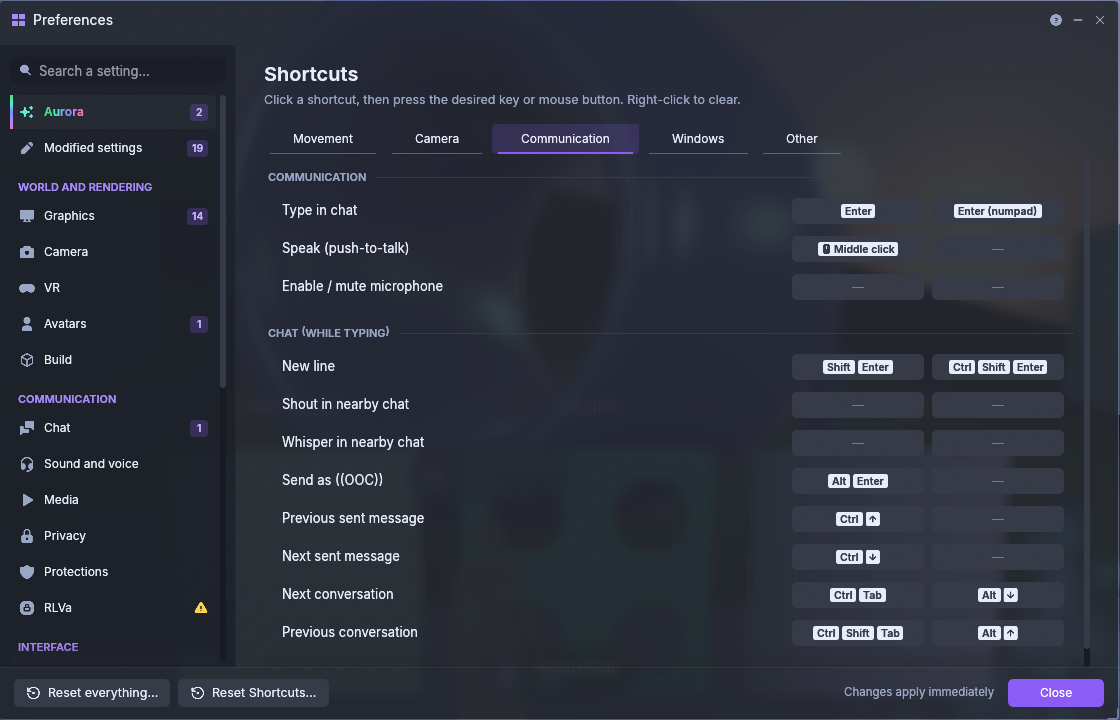 Preferences
?
Search a setting...
Aurora 2
Modified settings 19
WORLD AND RENDERING
Graphics 14
Camera
VR
Avatars 1
Build
COMMUNICATION
Chat 1
Sound and voice
Media
Privacy
Protections
RLVa
INTERFACE
Shortcuts
Click a shortcut, then press the desired key or mouse button. Right-click to clear.
Movement Camera Communication Windows Other
COMMUNICATION
Type in chat Enter Enter (numpad)
Speak (push-to-talk) Middle click —
Enable / mute microphone — —
CHAT (WHILE TYPING)
New line Shift Enter Ctrl Shift Enter
Shout in nearby chat — —
Whisper in nearby chat — —
Send as ((OOC)) Alt Enter —
Previous sent message Ctrl ↑ —
Next sent message Ctrl ↓ —
Next conversation Ctrl Tab Alt ↓
Previous conversation Ctrl Shift Tab Alt ↑
Reset everything... Reset Shortcuts... Changes apply immediately Close